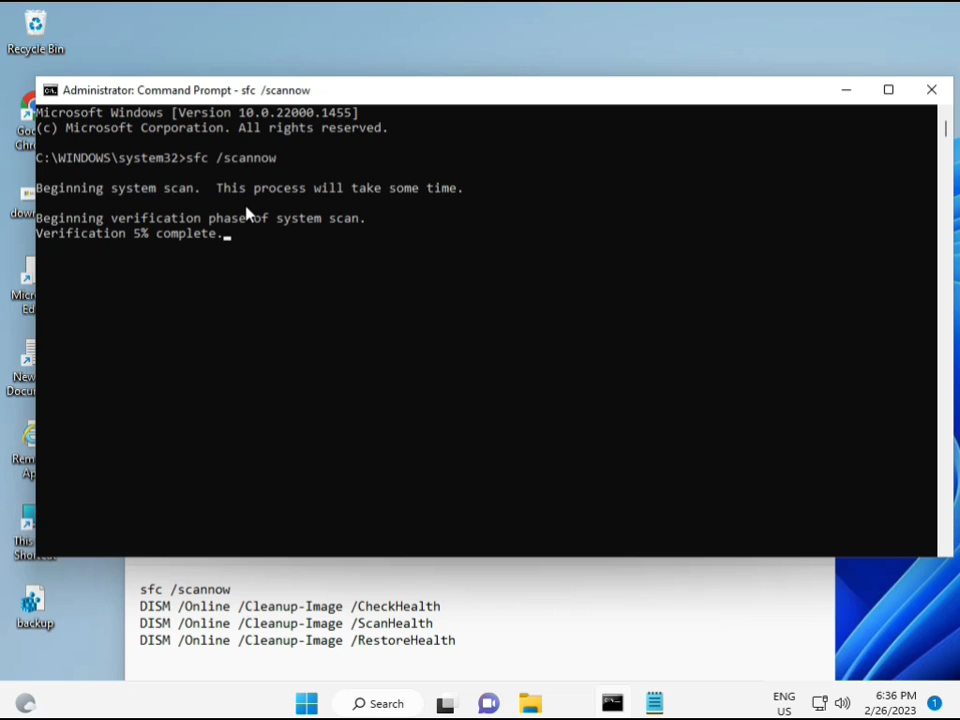 Recycle Bin
Administrator: Command Prompt - sfc /scannow
Microsoft Windows [Version 10.0.22000.1455]
(c) Microsoft Corporation. All rights reserved.
C:\WINDOWS\system32>sfc /scannow
Beginning system scan.  This process will take some time.
Beginning verification phase of system scan.
Verification 5% complete.
sfc /scannow
DISM /Online /Cleanup-Image /CheckHealth
DISM /Online /Cleanup-Image /ScanHealth
DISM /Online /Cleanup-Image /RestoreHealth
backup
Search
ENG
US
6:36 PM
2/26/2023
1